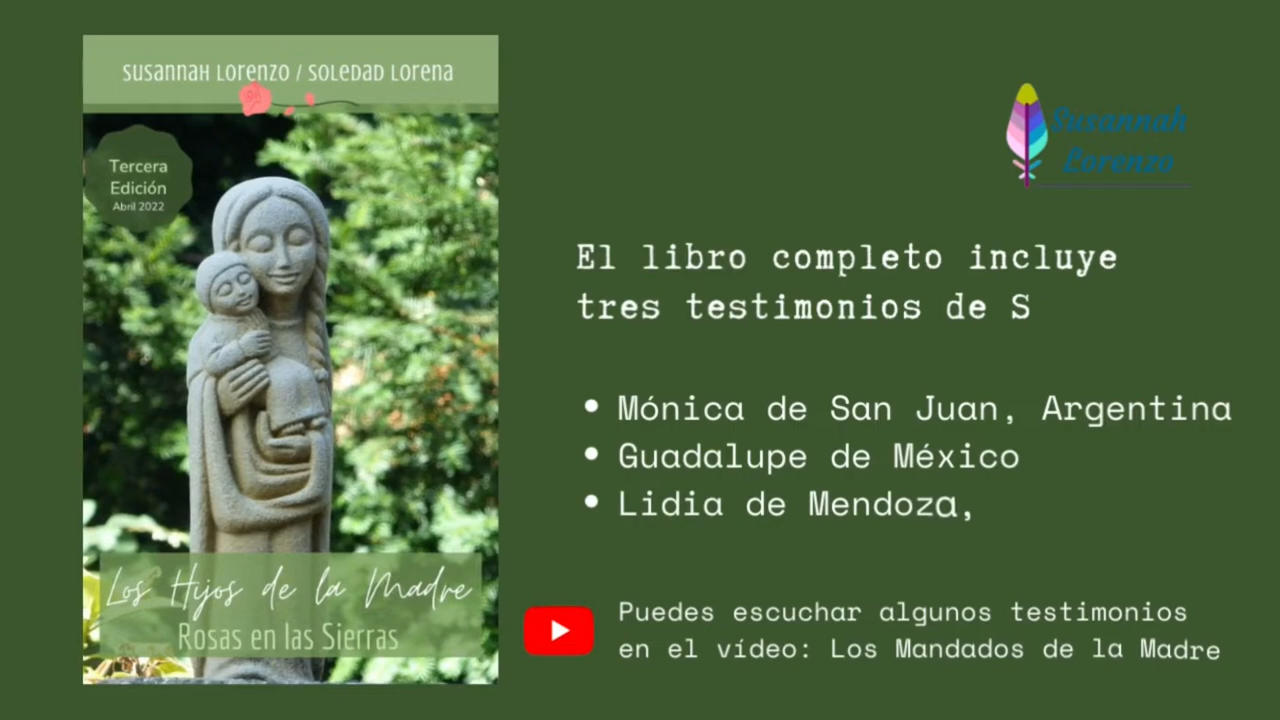 Susannah Lorenzo / Soledad Lorena
Tercera
Edición
Abril 2022
Los Hijos de la Madre
Rosas en las Sierras
Susannah
Lorenzo
El libro completo incluye
tres testimonios de S
• Mónica de San Juan, Argentina
• Guadalupe de México
• Lidia de Mendoza,
Puedes escuchar algunos testimonios
en el vídeo: Los Mandados de la Madre